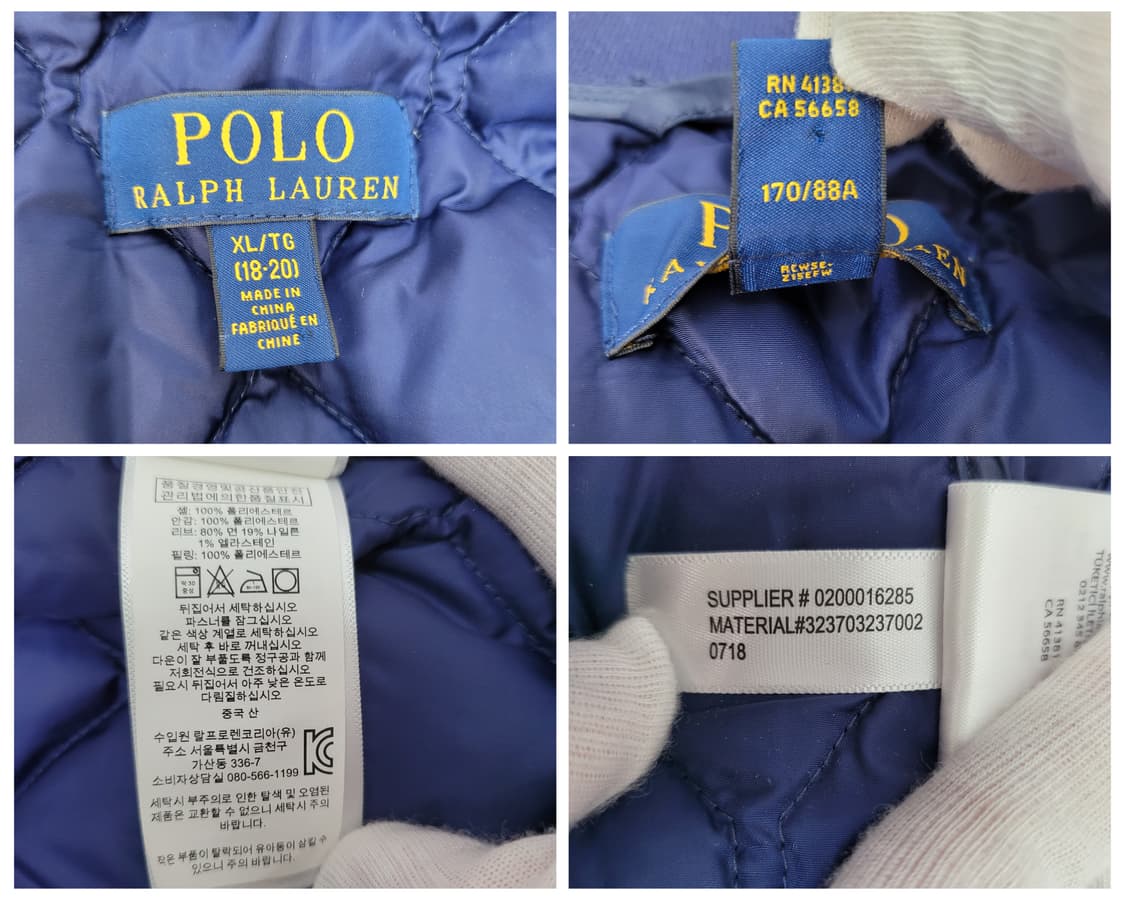 POLO
RALPH LAUREN
XL/TG
(18-20)
MADE IN
CHINA
FABRIQUÉ EN
CHINE
RN 4138
CA 56658
170/88A
RCWSE-
Z15EFW
품질경영및공산품안전
관리법에의한품질표시
셸: 100% 폴리에스테르
안감: 100% 폴리에스테르
리브: 80% 면 19% 나일론
1% 엘라스테인
필링: 100% 폴리에스테르
뒤집어서 세탁하십시오
파스너를 잠그십시오
같은 색상 계열로 세탁하십시오
세탁 후 바로 꺼내십시오
다운이 잘 부풀도록 정구공과 함께
저회전식으로 건조하십시오
필요시 뒤집어서 아주 낮은 온도로
다림질하십시오
중국 산
수입원 랄프로렌코리아(유)
주소 서울특별시 금천구
가산동 336-7
소비자상담실 080-566-1199
세탁시 부주의로 인한 탈색 및 오염된
제품은 교환할 수 없으니 세탁시 주의
바랍니다.
작은 부품이 탈락되어 유아등이 삼킬 수
있으니 주의 바랍니다.
SUPPLIER # 0200016285
MATERIAL#323703237002
0718
RN 41381
CA 56658